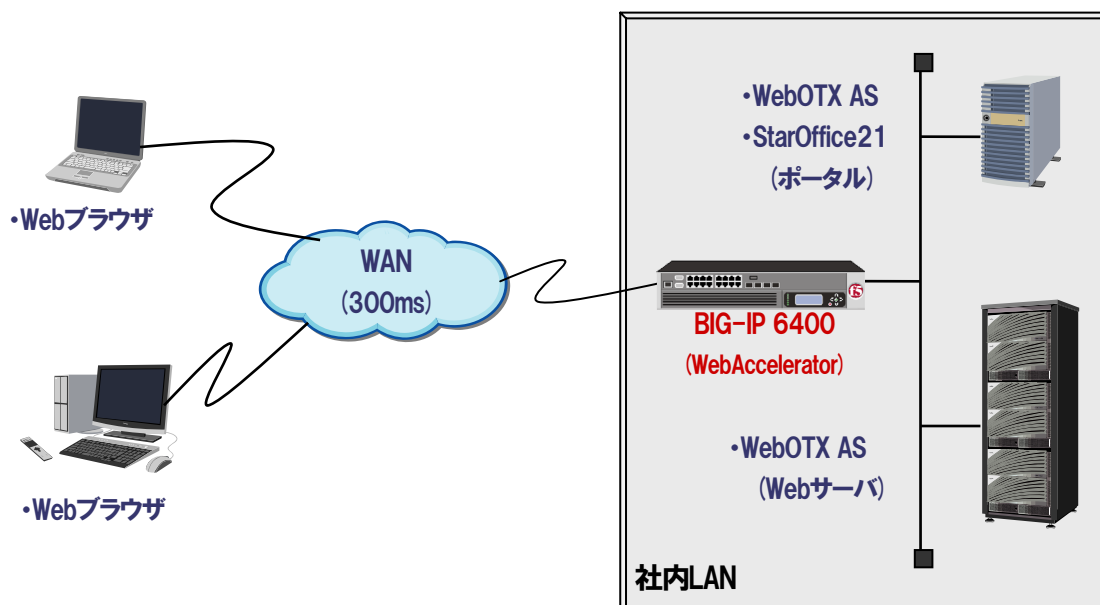 ・WebOTX AS
・StarOffice21
(ポータル)
・Webブラウザ
WAN
(300ms)
f5
BIG-IP 6400
(WebAccelerator)
・WebOTX AS
(Webサーバ)
・Webブラウザ
社内LAN